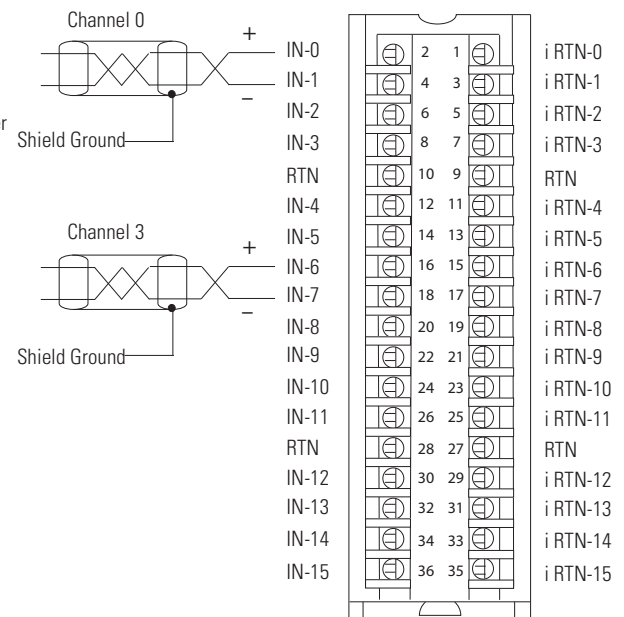 Channel 0
+
IN-0 2 1 i RTN-0
IN-1 4 3 i RTN-1
–
IN-2 6 5 i RTN-2
er
Shield Ground IN-3 8 7 i RTN-3
RTN 10 9 RTN
IN-4 12 11 i RTN-4
Channel 3
IN-5 14 13 i RTN-5
+
IN-6 16 15 i RTN-6
IN-7 18 17 i RTN-7
–
IN-8 20 19 i RTN-8
Shield Ground IN-9 22 21 i RTN-9
IN-10 24 23 i RTN-10
IN-11 26 25 i RTN-11
RTN 28 27 RTN
IN-12 30 29 i RTN-12
IN-13 32 31 i RTN-13
IN-14 34 33 i RTN-14
IN-15 36 35 i RTN-15